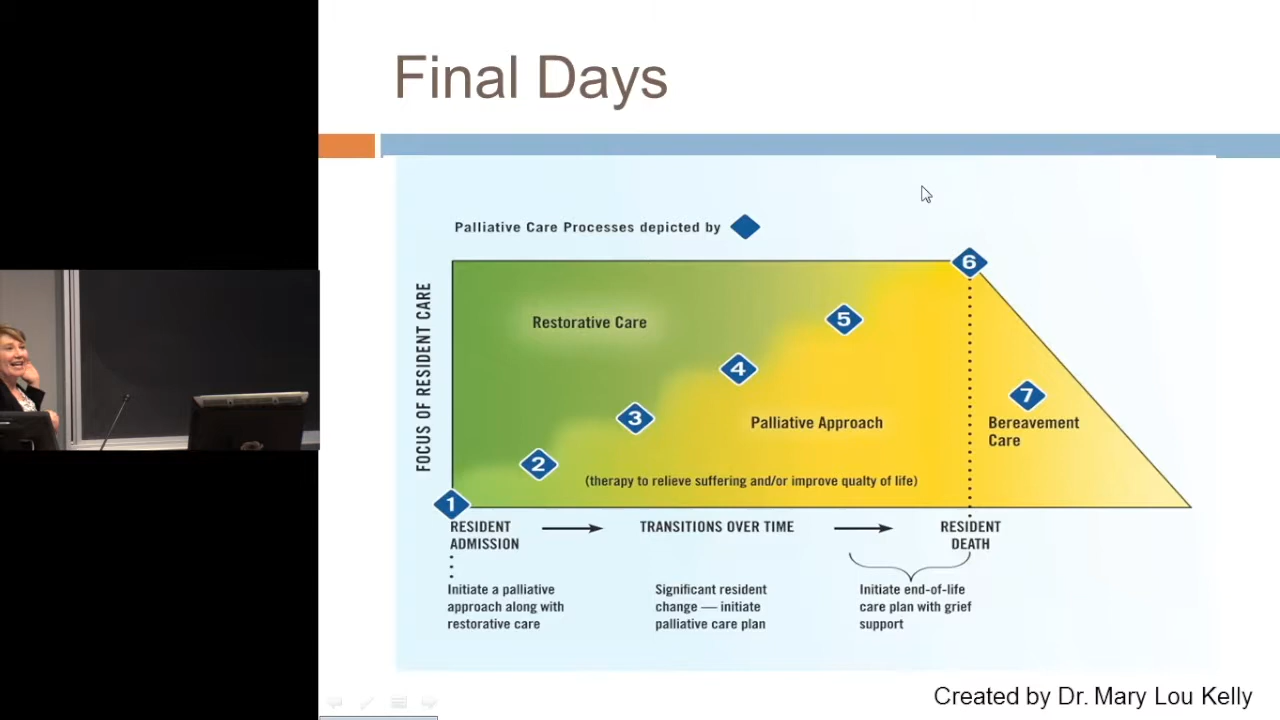 Final Days
Palliative Care Processes depicted by
FOCUS OF RESIDENT CARE
Restorative Care
Palliative Approach
(therapy to relieve suffering and/or improve qualty of life)
Bereavement
Care
1
2
3
4
5
6
7
RESIDENT
ADMISSION
TRANSITIONS OVER TIME
RESIDENT
DEATH
Initiate a palliative
approach along with
restorative care
Significant resident
change — initiate
palliative care plan
Initiate end-of-life
care plan with grief
support
Created by Dr. Mary Lou Kelly